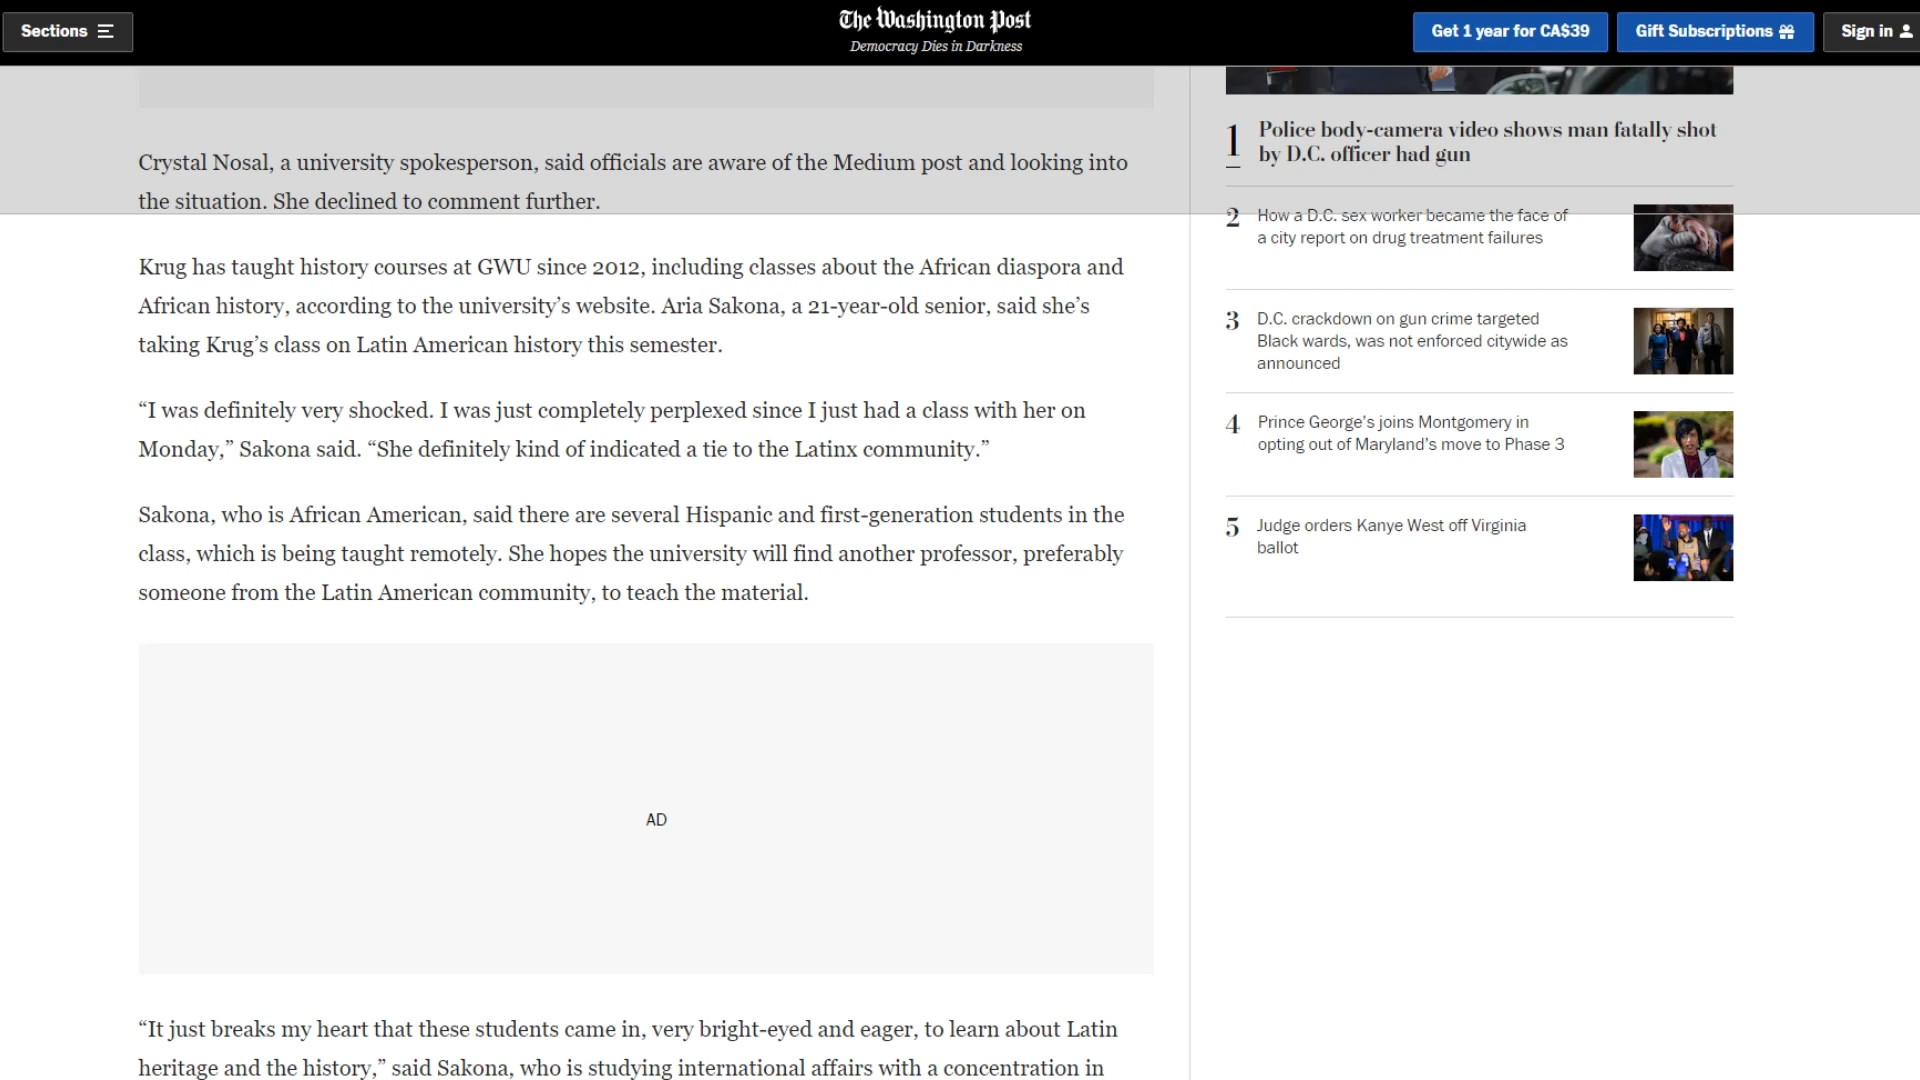 Sections
The Washington Post
Democracy Dies in Darkness
Get 1 year for CA$39
Gift Subscriptions
Sign in
Crystal Nosal, a university spokesperson, said officials are aware of the Medium post and looking into
the situation. She declined to comment further.
Krug has taught history courses at GWU since 2012, including classes about the African diaspora and
African history, according to the university’s website. Aria Sakona, a 21-year-old senior, said she’s
taking Krug’s class on Latin American history this semester.
“I was definitely very shocked. I was just completely perplexed since I just had a class with her on
Monday,” Sakona said. “She definitely kind of indicated a tie to the Latinx community.”
Sakona, who is African American, said there are several Hispanic and first-generation students in the
class, which is being taught remotely. She hopes the university will find another professor, preferably
someone from the Latin American community, to teach the material.
AD
“It just breaks my heart that these students came in, very bright-eyed and eager, to learn about Latin
heritage and the history,” said Sakona, who is studying international affairs with a concentration in
1
Police body-camera video shows man fatally shot
by D.C. officer had gun
2
How a D.C. sex worker became the face of
a city report on drug treatment failures
3
D.C. crackdown on gun crime targeted
Black wards, was not enforced citywide as
announced
4
Prince George’s joins Montgomery in
opting out of Maryland’s move to Phase 3
5
Judge orders Kanye West off Virginia
ballot